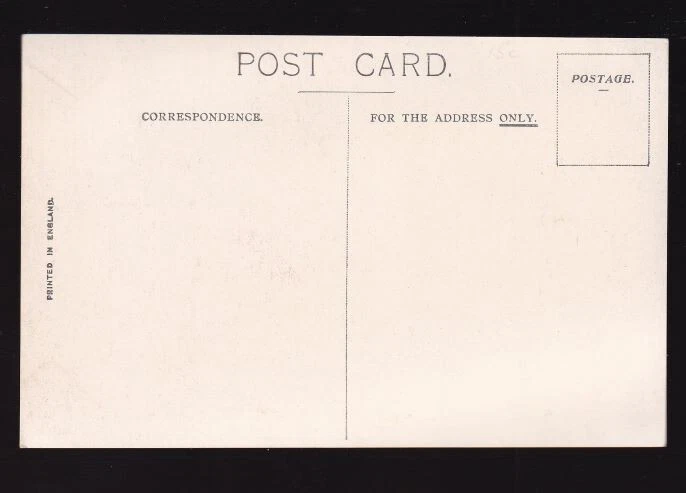 POST CARD.
POSTAGE.
CORRESPONDENCE.
FOR THE ADDRESS ONLY.
PRINTED IN ENGLAND.